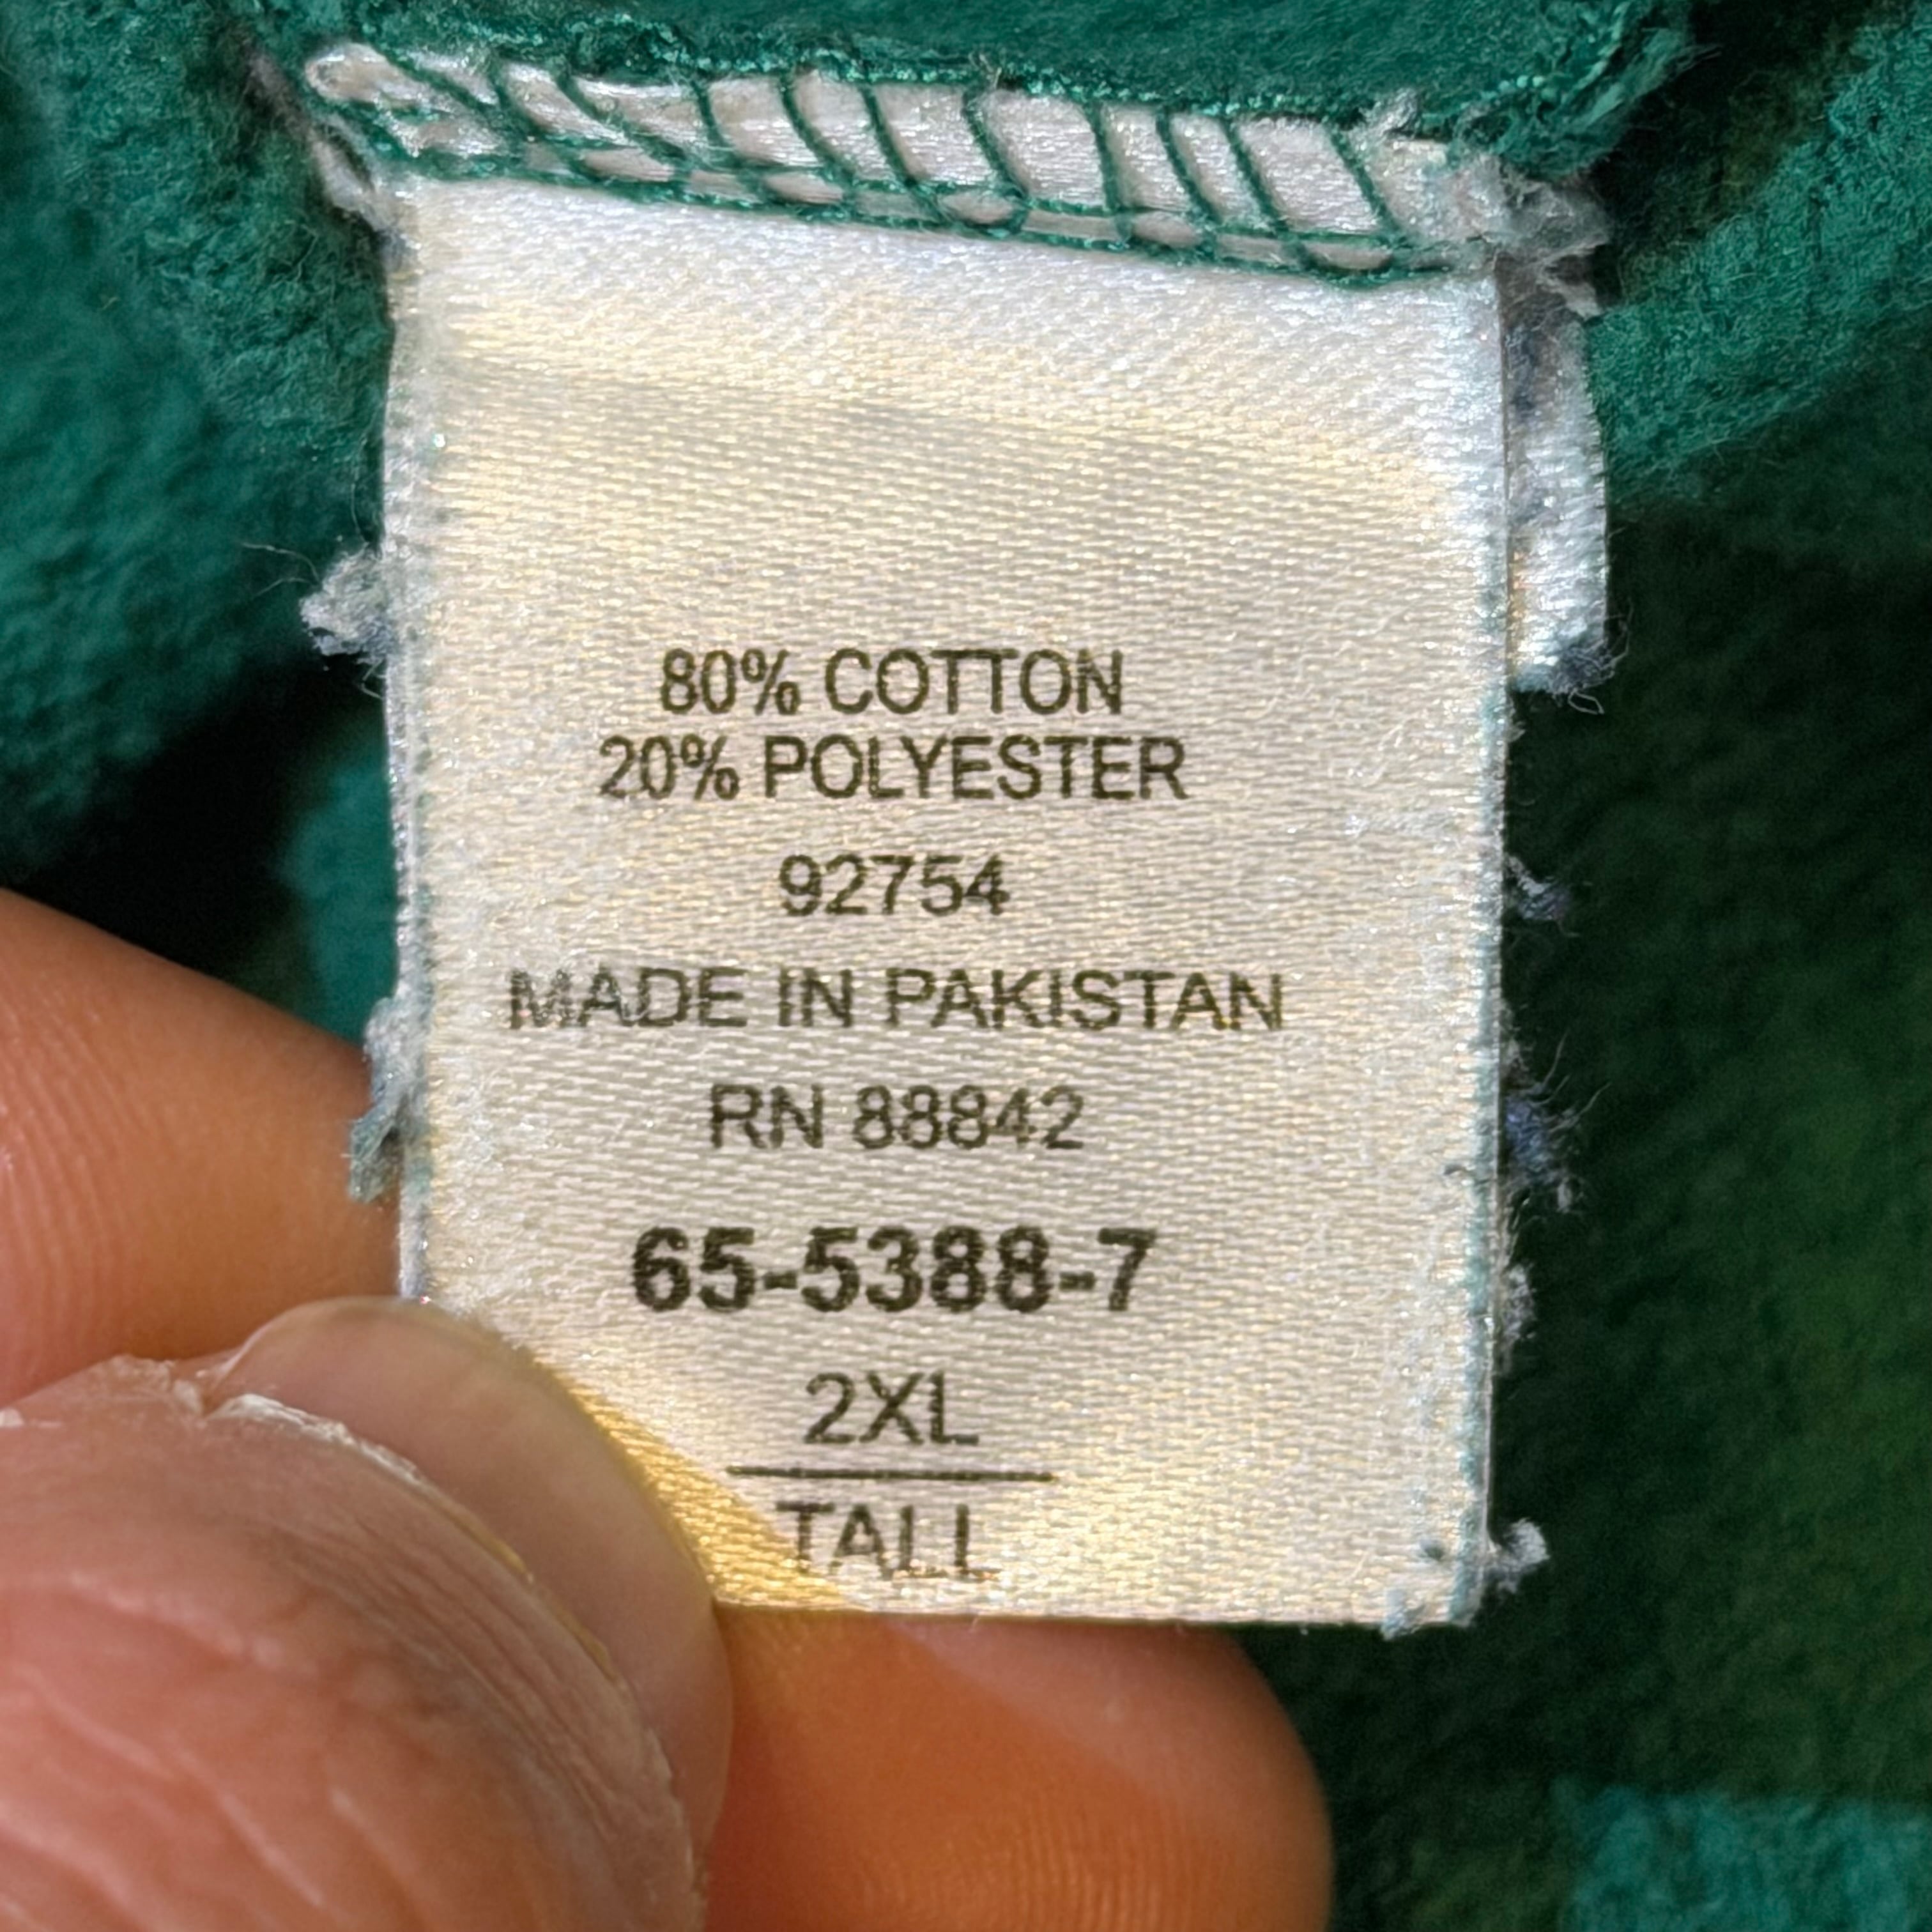 80% COTTON
20% POLYESTER
92754
MADE IN PAKISTAN
RN 88842
65-5388-7
2XL
TALL